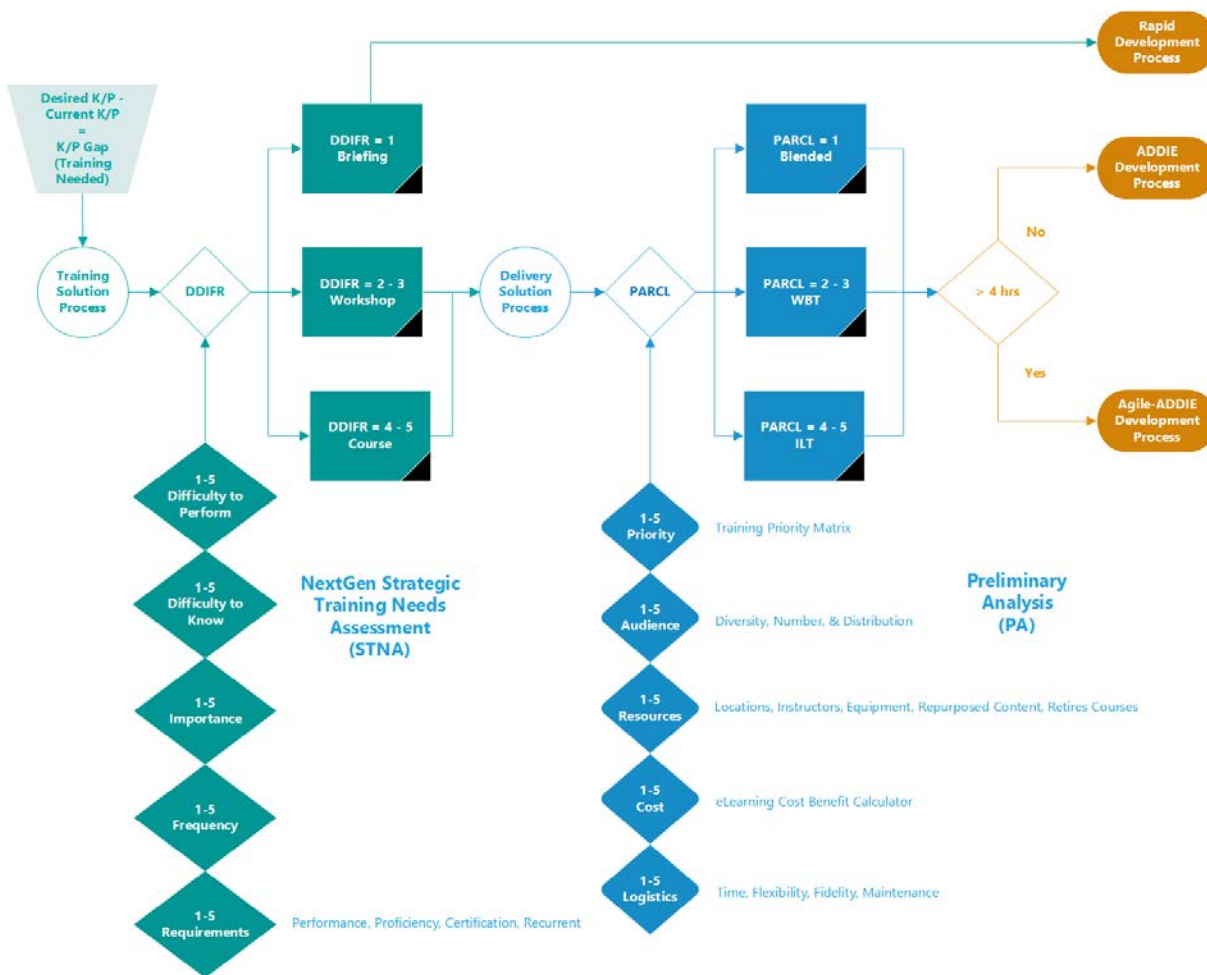 Rapid
Development
Process
Desired K/P -
Current K/P
=
K/P Gap
(Training
Needed)
DDIFR = 1
Briefing
PARCL = 1
Blended
ADDIE
Development
Process
No
Training
Solution
Process
DDIFR
DDIFR = 2 - 3
Workshop
Delivery
Solution
Process
PARCL
PARCL = 2 - 3
WBT
> 4 hrs
Yes
DDIFR = 4 - 5
Course
PARCL = 4 - 5
ILT
Agile-ADDIE
Development
Process
1-5
Difficulty to
Perform
1-5
Difficulty to
Know
1-5
Importance
1-5
Frequency
1-5
Requirements
Performance, Proficiency, Certification, Recurrent
NextGen Strategic
Training Needs
Assessment
(STNA)
1-5
Priority
Training Priority Matrix
1-5
Audience
Diversity, Number, & Distribution
1-5
Resources
Locations, Instructors, Equipment, Repurposed Content, Retires Courses
1-5
Cost
eLearning Cost Benefit Calculator
1-5
Logistics
Time, Flexibility, Fidelity, Maintenance
Preliminary
Analysis
(PA)